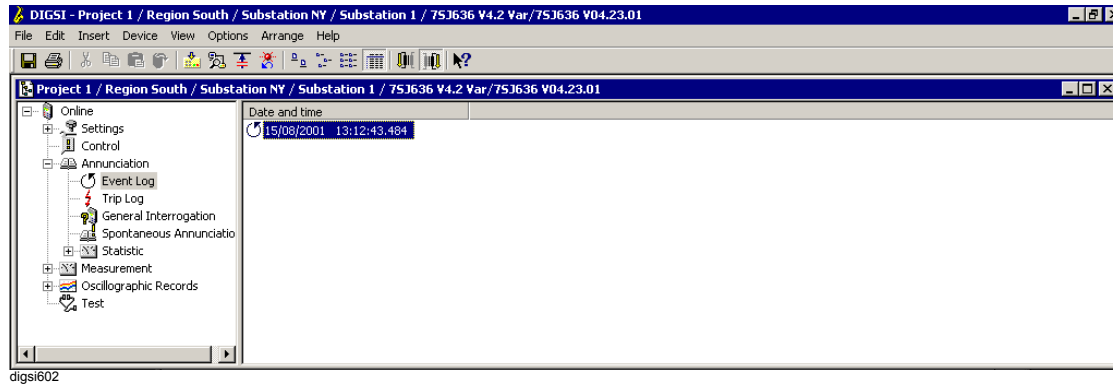 DIGSI - Project 1 / Region South / Substation NY / Substation 1 / 7SJ636 V4.2 Var/7SJ636 V04.23.01
File Edit Insert Device View Options Arrange Help
Project 1 / Region South / Substation NY / Substation 1 / 7SJ636 V4.2 Var/7SJ636 V04.23.01
Online
Settings
Control
Annunciation
Event Log
Trip Log
General Interrogation
Spontaneous Annunciatio
Statistic
Measurement
Oscillographic Records
Test
Date and time
15/08/2001 13:12:43.484
digsi602